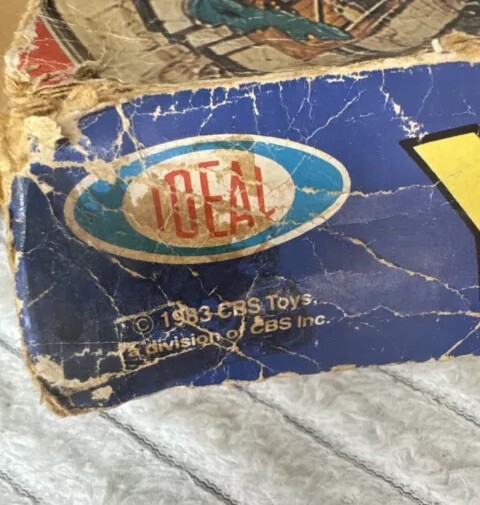 IDEAL
© 1983 CBS Toys,
a division of CBS Inc.